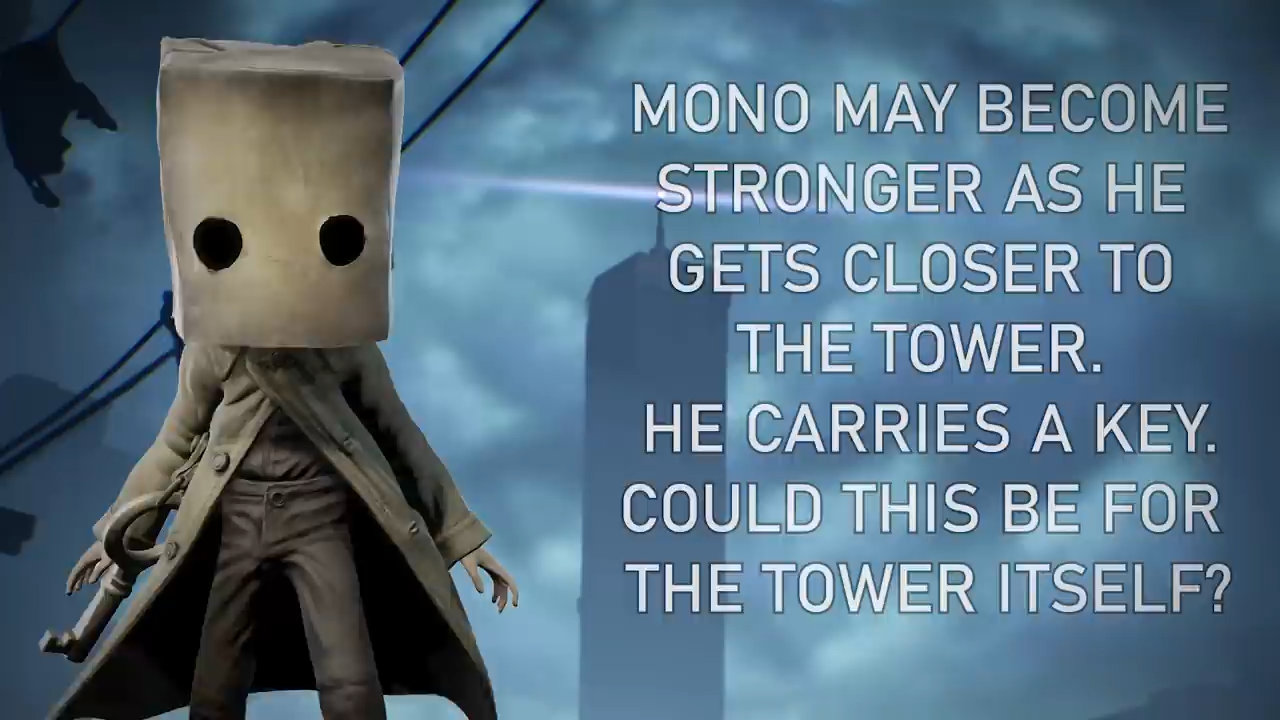 MONO MAY BECOME
STRONGER AS HE
GETS CLOSER TO
THE TOWER.
HE CARRIES A KEY.
COULD THIS BE FOR
THE TOWER ITSELF?